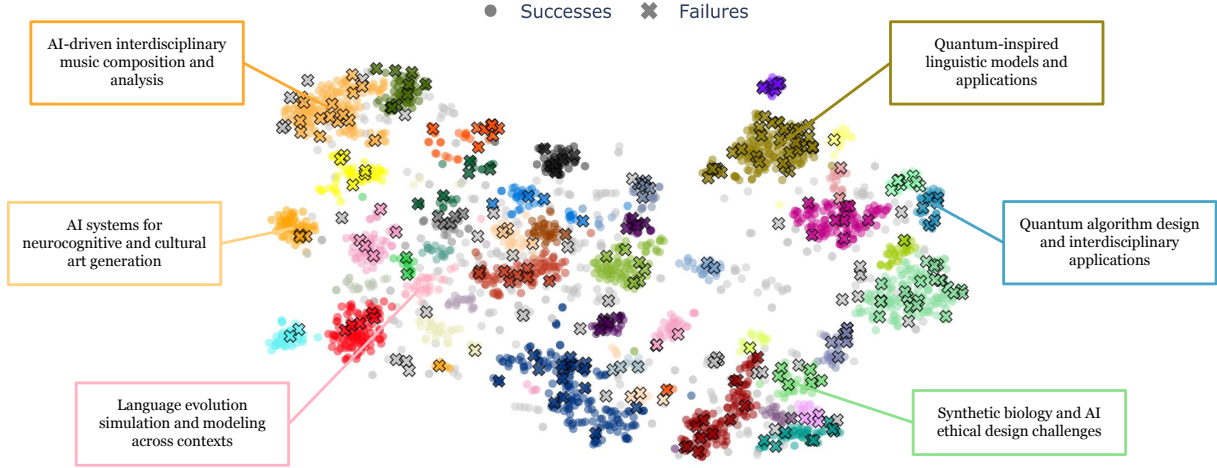 Successes
Failures
AI-driven interdisciplinary
music composition and
analysis
Quantum-inspired
linguistic models and
applications
AI systems for
neurocognitive and cultural
art generation
Quantum algorithm design
and interdisciplinary
applications
Language evolution
simulation and modeling
across contexts
Synthetic biology and AI
ethical design challenges